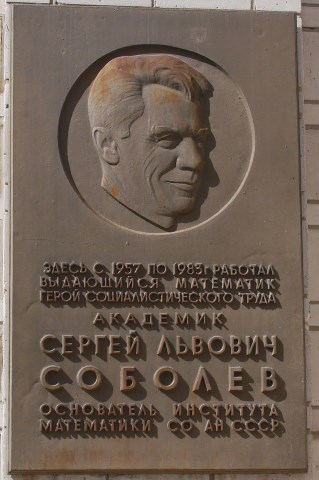 ЗДЕСЬ С 1957 ПО 1983г РАБОТАЛ
ВЫДАЮЩИЙСЯ МАТЕМАТИК
ГЕРОЙ СОЦИАЛИСТИЧЕСКОГО ТРУДА
АКАДЕМИК
СЕРГЕЙ ЛЬВОВИЧ
СОБОЛЕВ
ОСНОВАТЕЛЬ ИНСТИТУТА
МАТЕМАТИКИ СО АН СССР